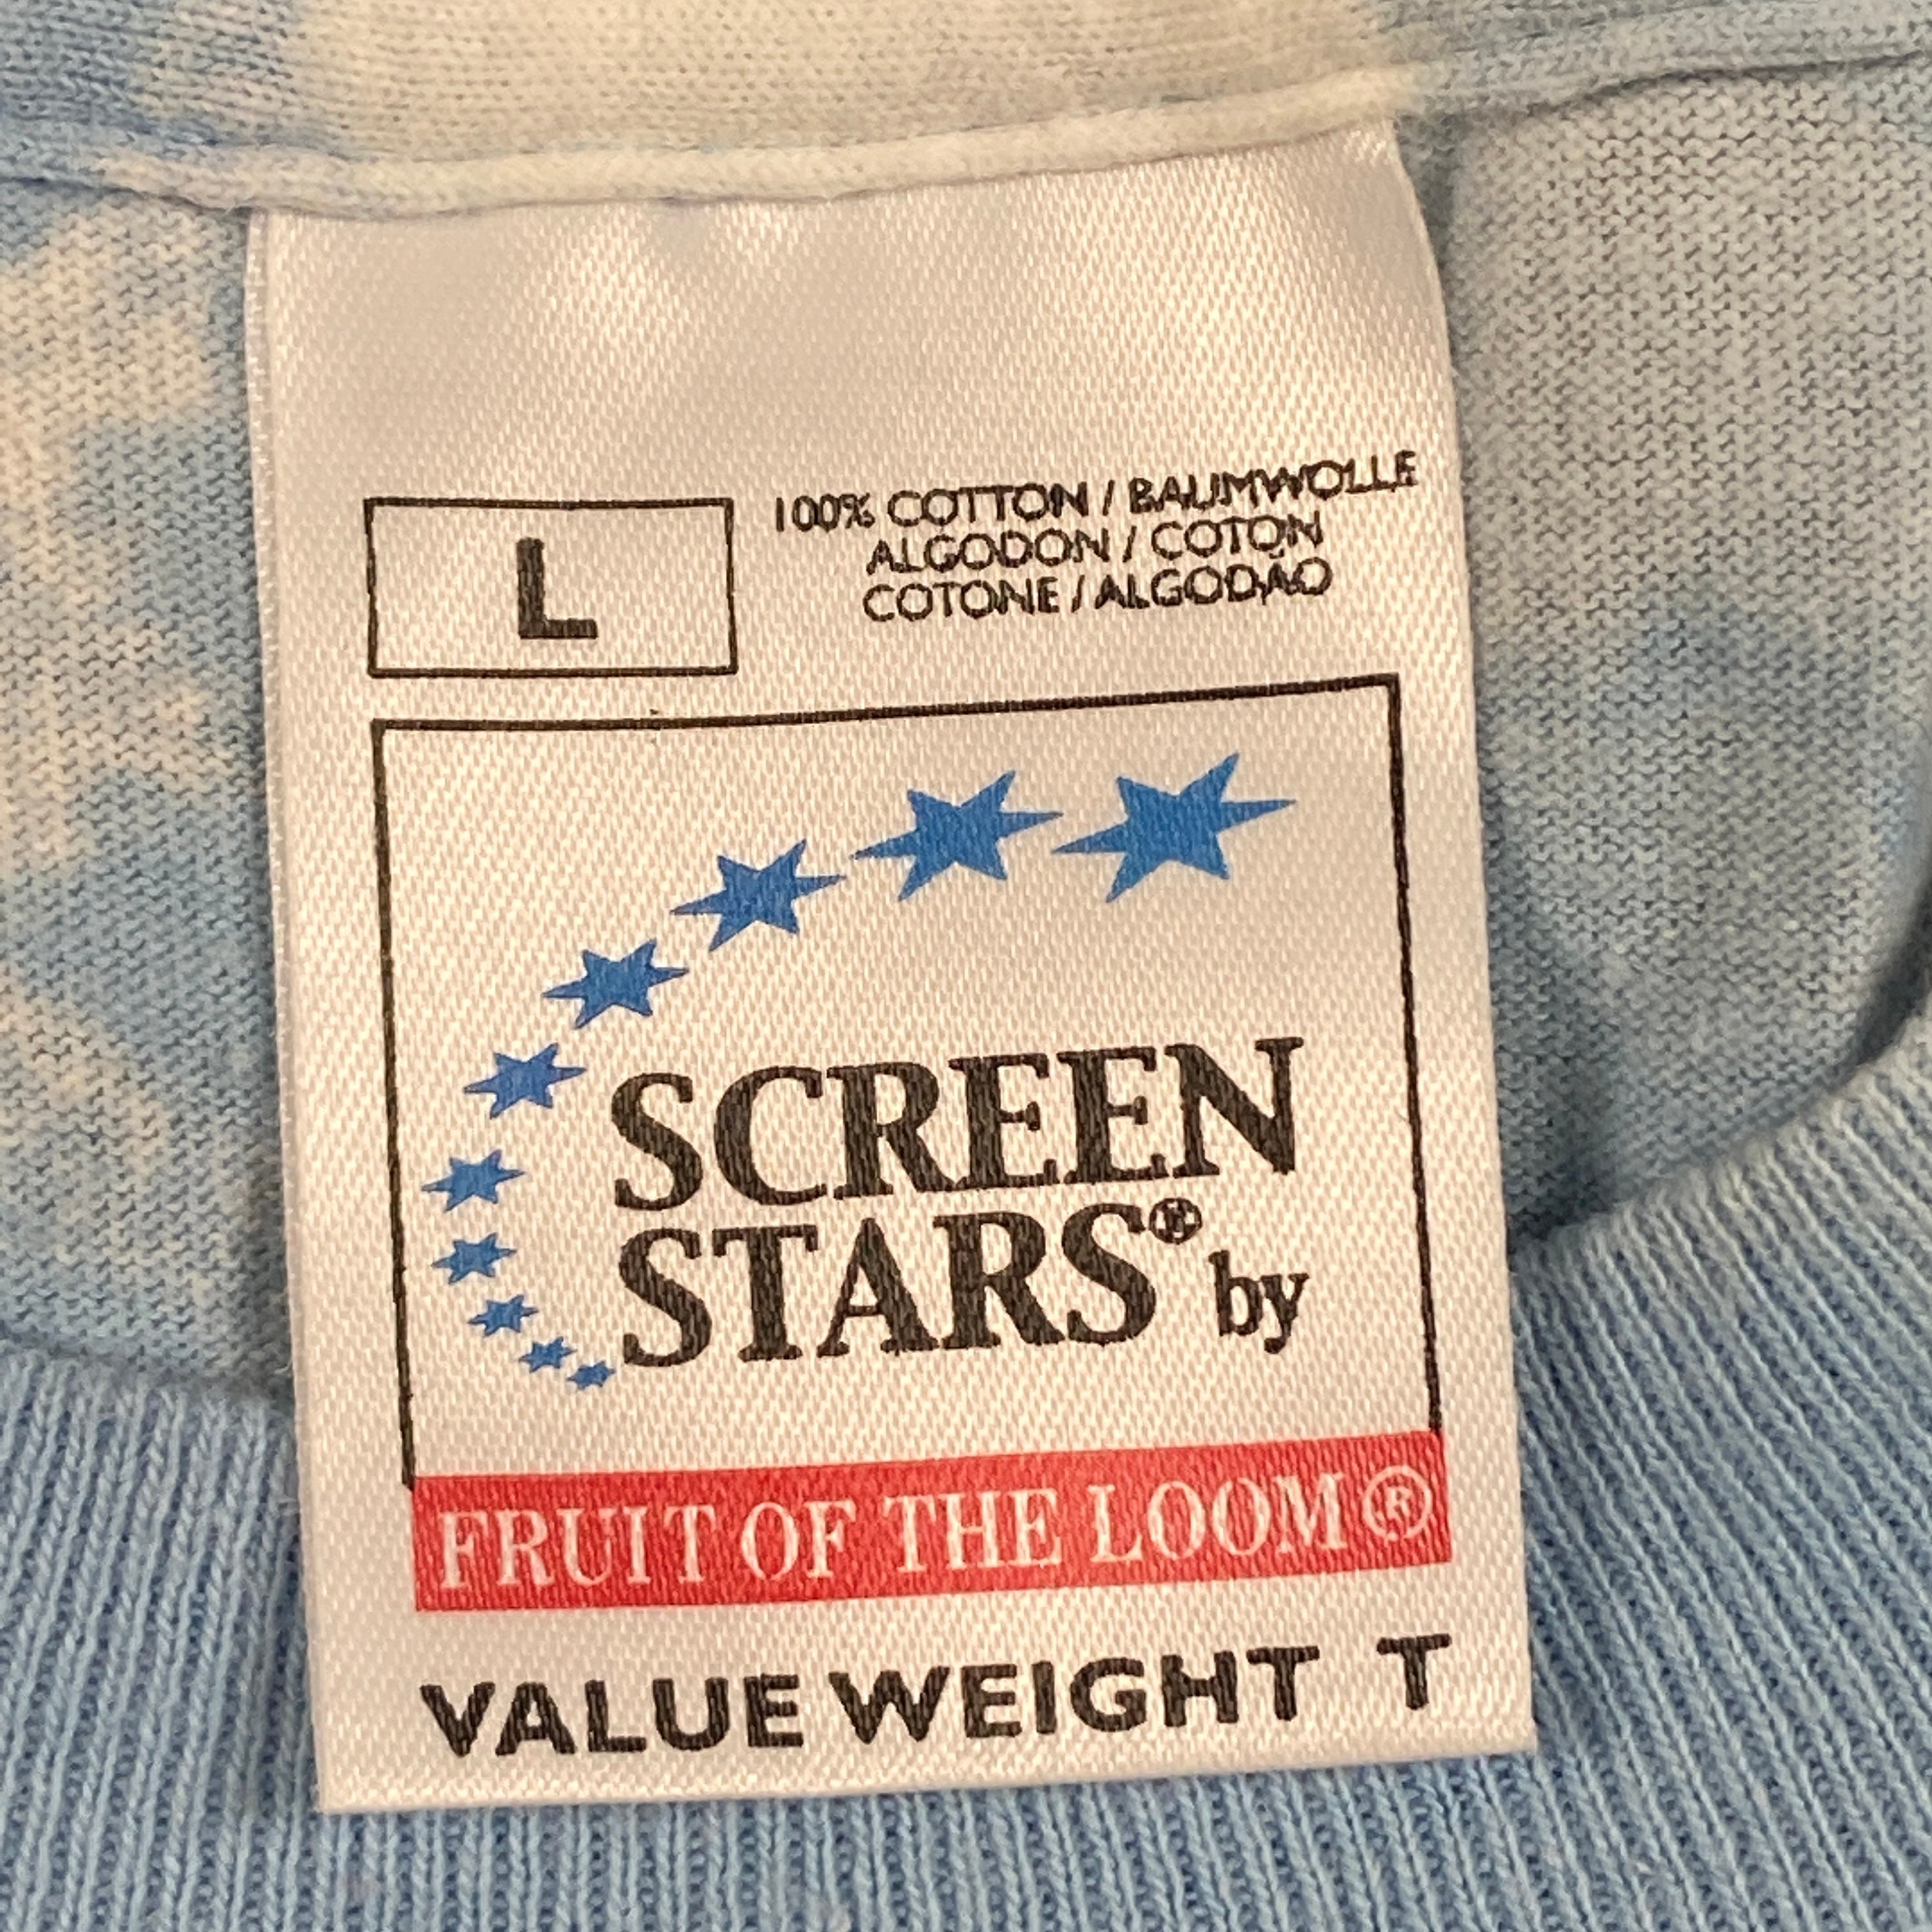 L
100% COTTON / BAUMWOLLE
ALGODON / COTON
COTONE / ALGODÃO
SCREEN
STARS® by
FRUIT OF THE LOOM®
VALUE WEIGHT T